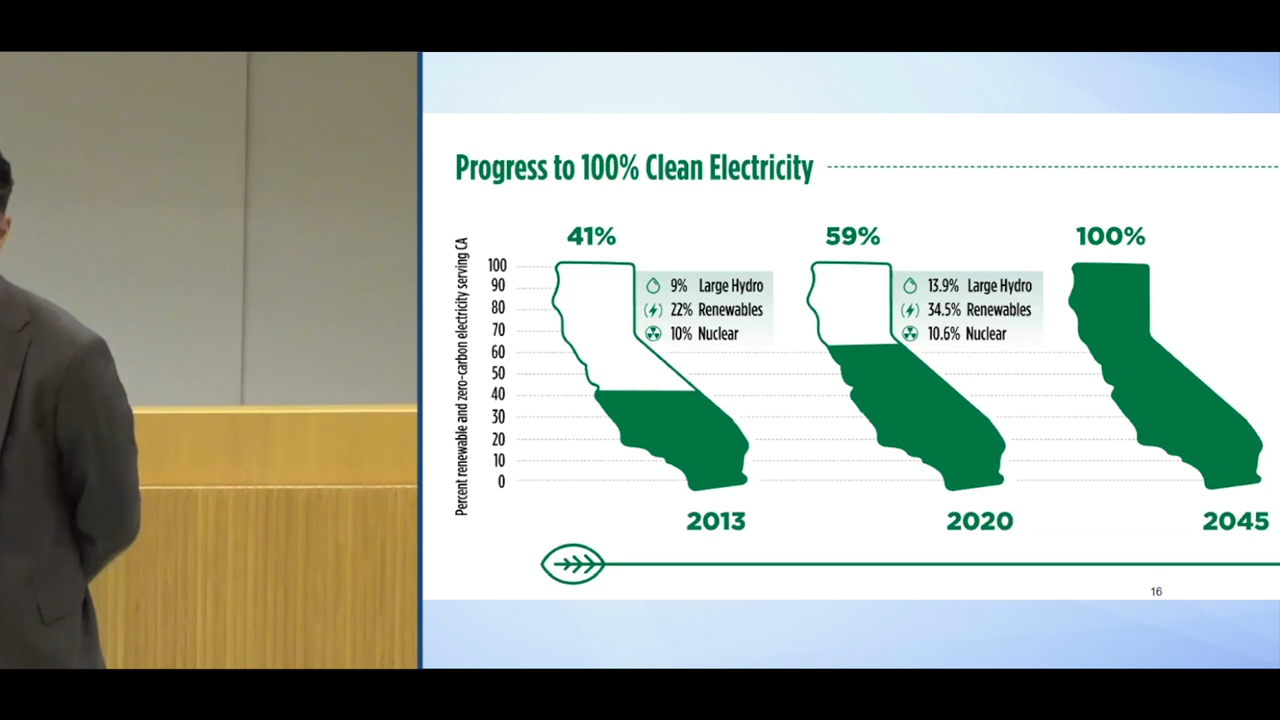 Progress to 100% Clean Electricity
41%
59%
100%
Percent renewable and zero-carbon electricity serving CA
100
90
80
70
60
50
40
30
20
10
0
9% Large Hydro
22% Renewables
10% Nuclear
13.9% Large Hydro
34.5% Renewables
10.6% Nuclear
2013
2020
2045
16